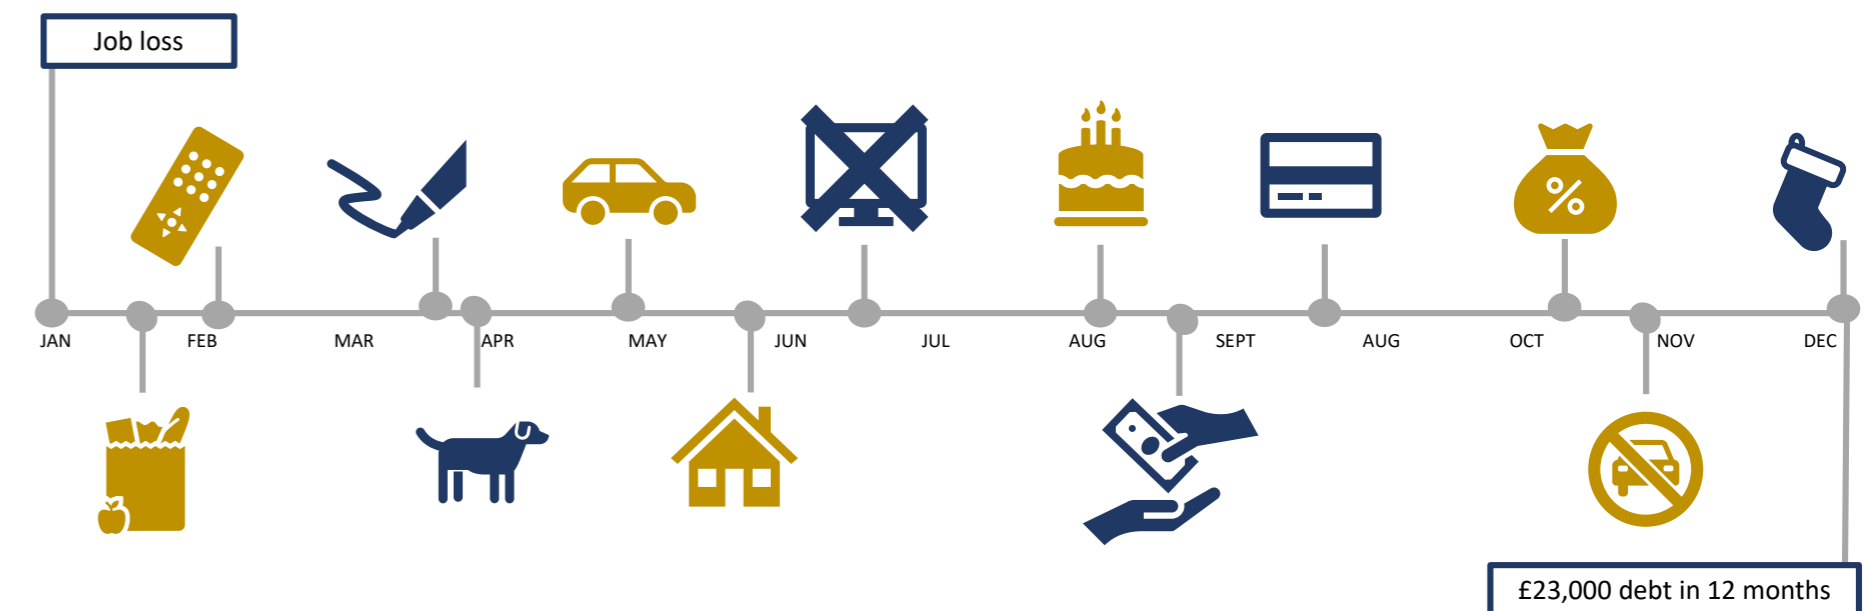 Job loss
JAN FEB MAR APR MAY JUN JUL AUG SEPT AUG OCT NOV DEC
%
£23,000 debt in 12 months